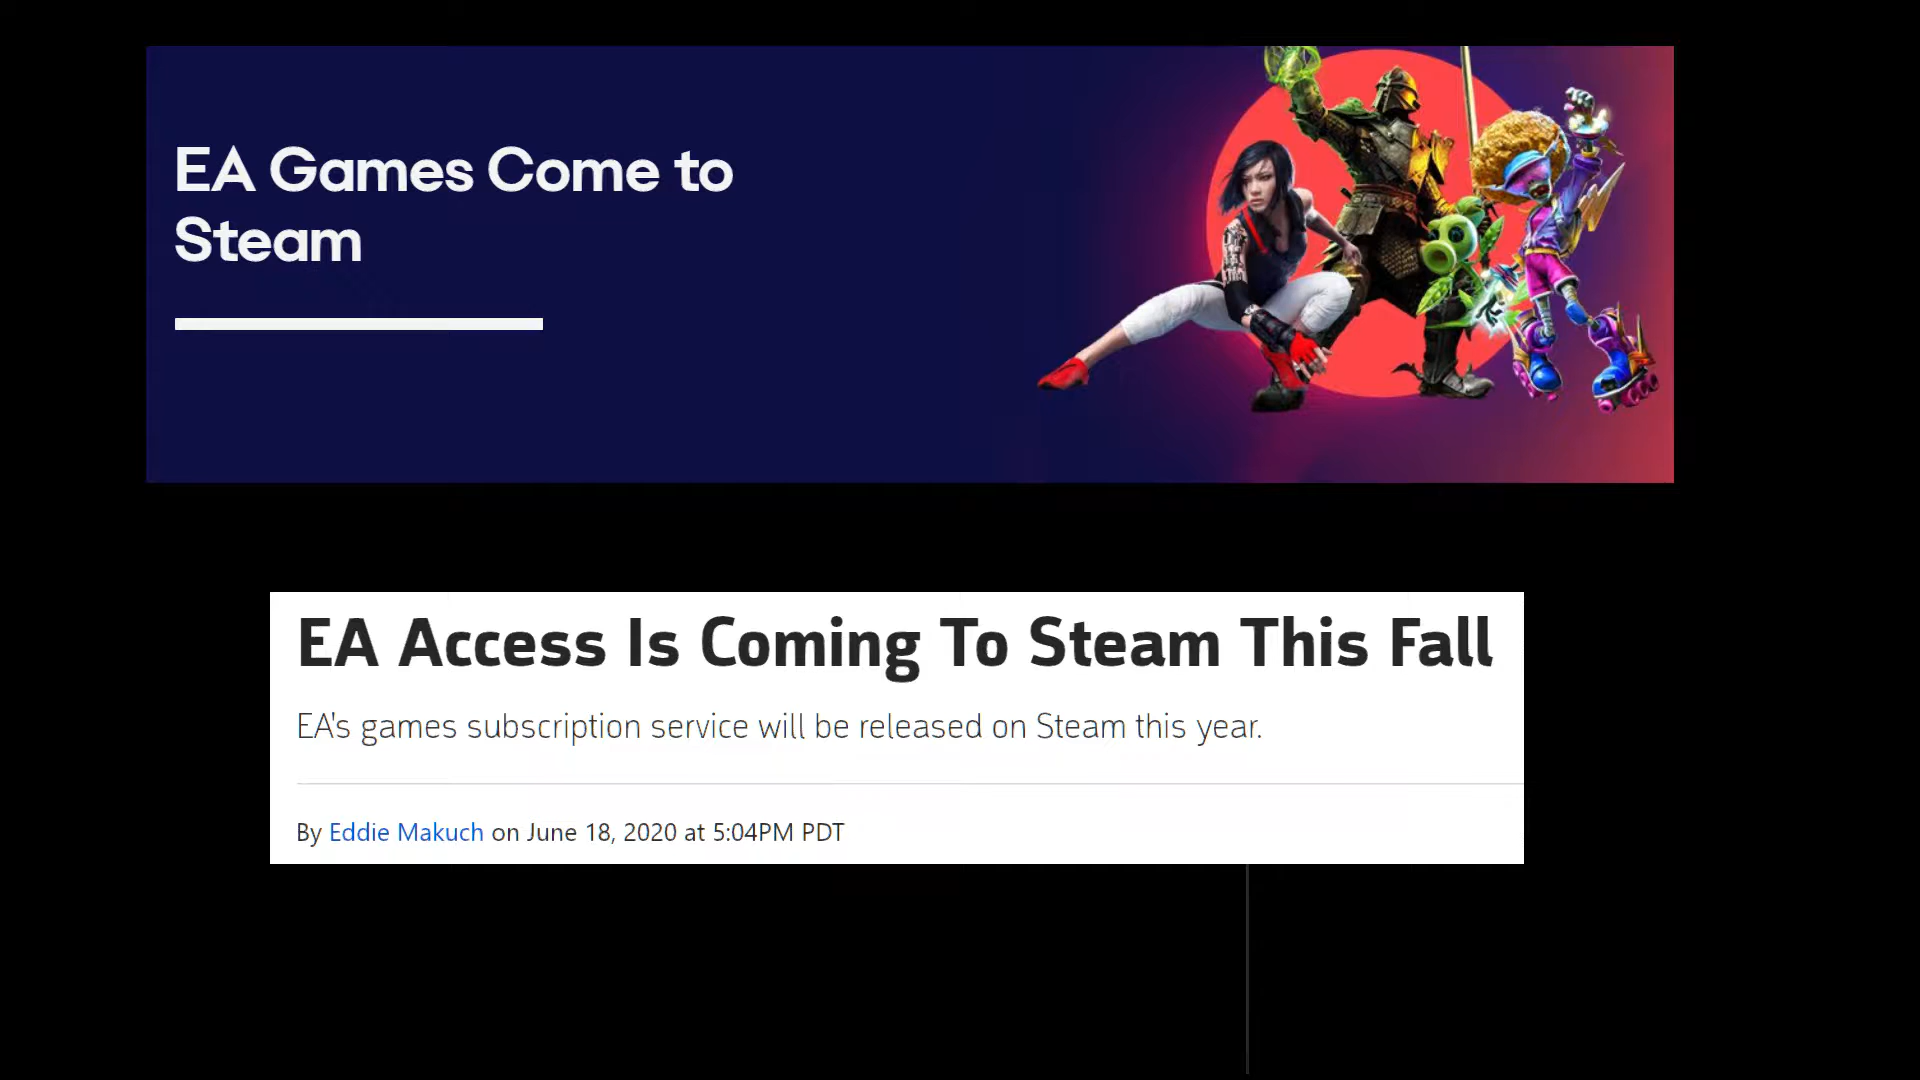 EA Games Come to
Steam
EA Access Is Coming To Steam This Fall
EA's games subscription service will be released on Steam this year.
By Eddie Makuch on June 18, 2020 at 5:04PM PDT